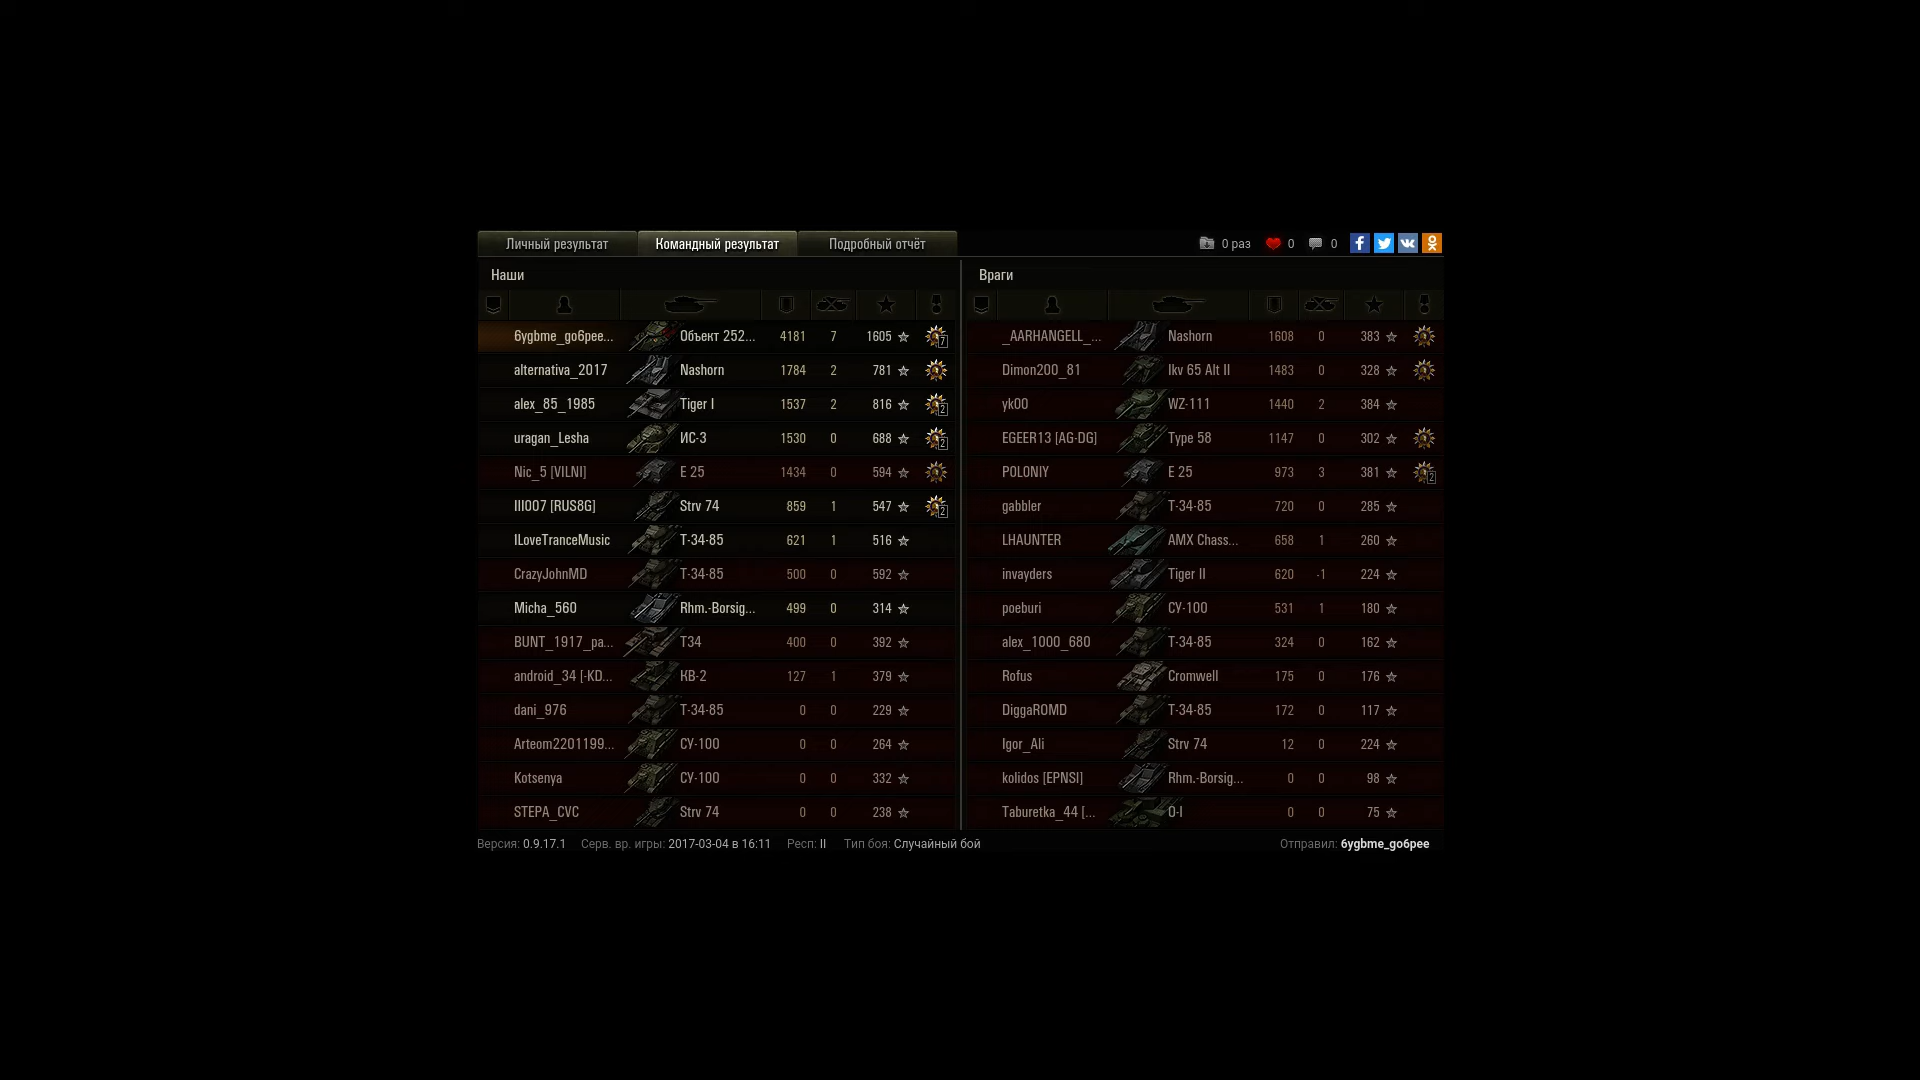 Личный результат Командный результат Подробный отчёт 0 раз 0 0
Наши
Враги
6ygbme_go6pee... Объект 252... 4181 7 1605 7
alternativa_2017 Nashorn 1784 2 781
alex_85_1985 Tiger I 1537 2 816 2
uragan_Lesha ИС-3 1530 0 688 2
Nic_5 [VILNI] E 25 1434 0 594
III007 [RUS8G] Strv 74 859 1 547 2
ILoveTranceMusic Т-34-85 621 1 516
CrazyJohnMD Т-34-85 500 0 592
Micha_560 Rhm.-Borsig... 499 0 314
BUNT_1917_pa... T34 400 0 392
android_34 [-KD... КВ-2 127 1 379
dani_976 Т-34-85 0 0 229
Arteom2201199... СУ-100 0 0 264
Kotsenya СУ-100 0 0 332
STEPA_CVC Strv 74 0 0 238
_AARHANGELL_... Nashorn 1608 0 383
Dimon200_81 Ikv 65 Alt II 1483 0 328
yk00 WZ-111 1440 2 384
EGEER13 [AG-DG] Type 58 1147 0 302
POLONIY E 25 973 3 381 2
gabbler Т-34-85 720 0 285
LHAUNTER AMX Chass... 658 1 260
invayders Tiger II 620 -1 224
poeburi СУ-100 531 1 180
alex_1000_680 Т-34-85 324 0 162
Rofus Cromwell 175 0 176
DiggaROMD Т-34-85 172 0 117
Igor_Ali Strv 74 12 0 224
kolidos [EPNSI] Rhm.-Borsig... 0 0 98
Taburetka_44 [... O-I 0 0 75
Версия: 0.9.17.1 Серв. вр. игры: 2017-03-04 в 16:11 Респ: II Тип боя: Случайный бой Отправил: 6ygbme_go6pee